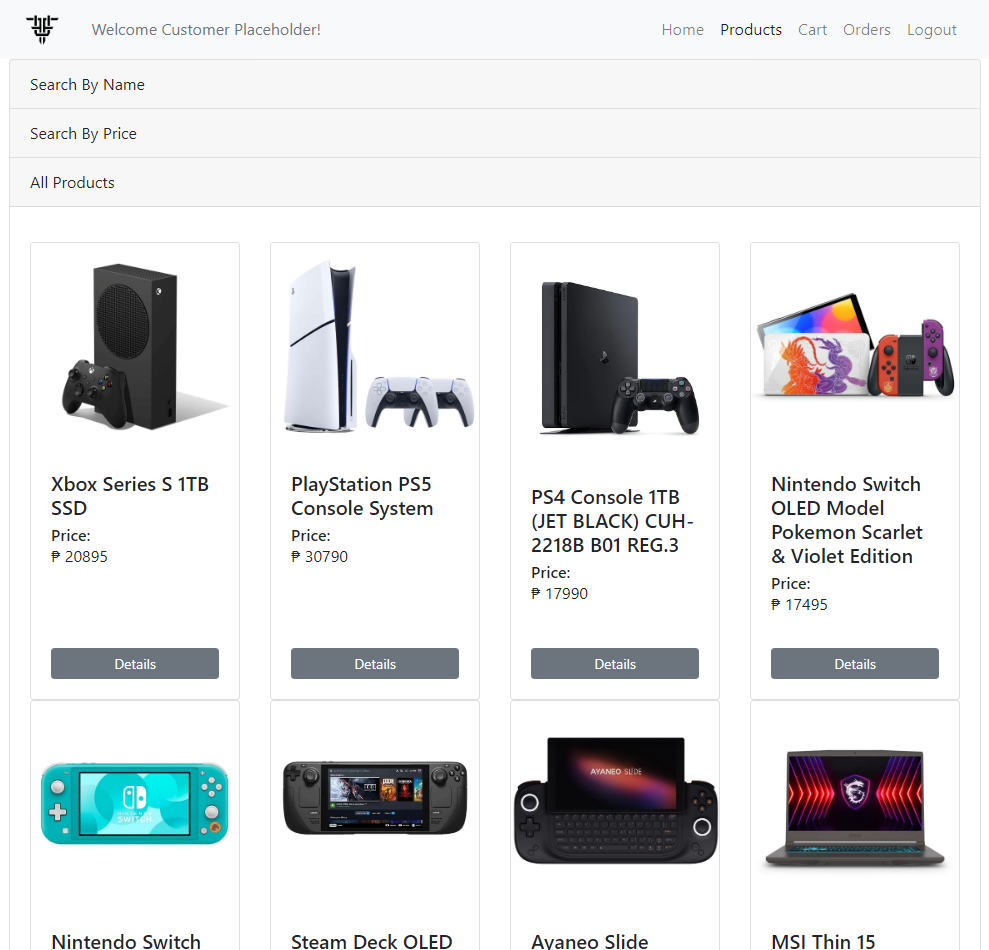 Welcome Customer Placeholder!
Home Products Cart Orders Logout
Search By Name
Search By Price
All Products
Xbox Series S 1TB
SSD
Price:
₱ 20895
Details
PlayStation PS5
Console System
Price:
₱ 30790
Details
PS4 Console 1TB
(JET BLACK) CUH-
2218B B01 REG.3
Price:
₱ 17990
Details
Nintendo Switch
OLED Model
Pokemon Scarlet
& Violet Edition
Price:
₱ 17495
Details
NINTENDO
SWITCH
Nintendo Switch
Steam Deck OLED
AYANEO SLIDE
Ayaneo Slide
MSI Thin 15